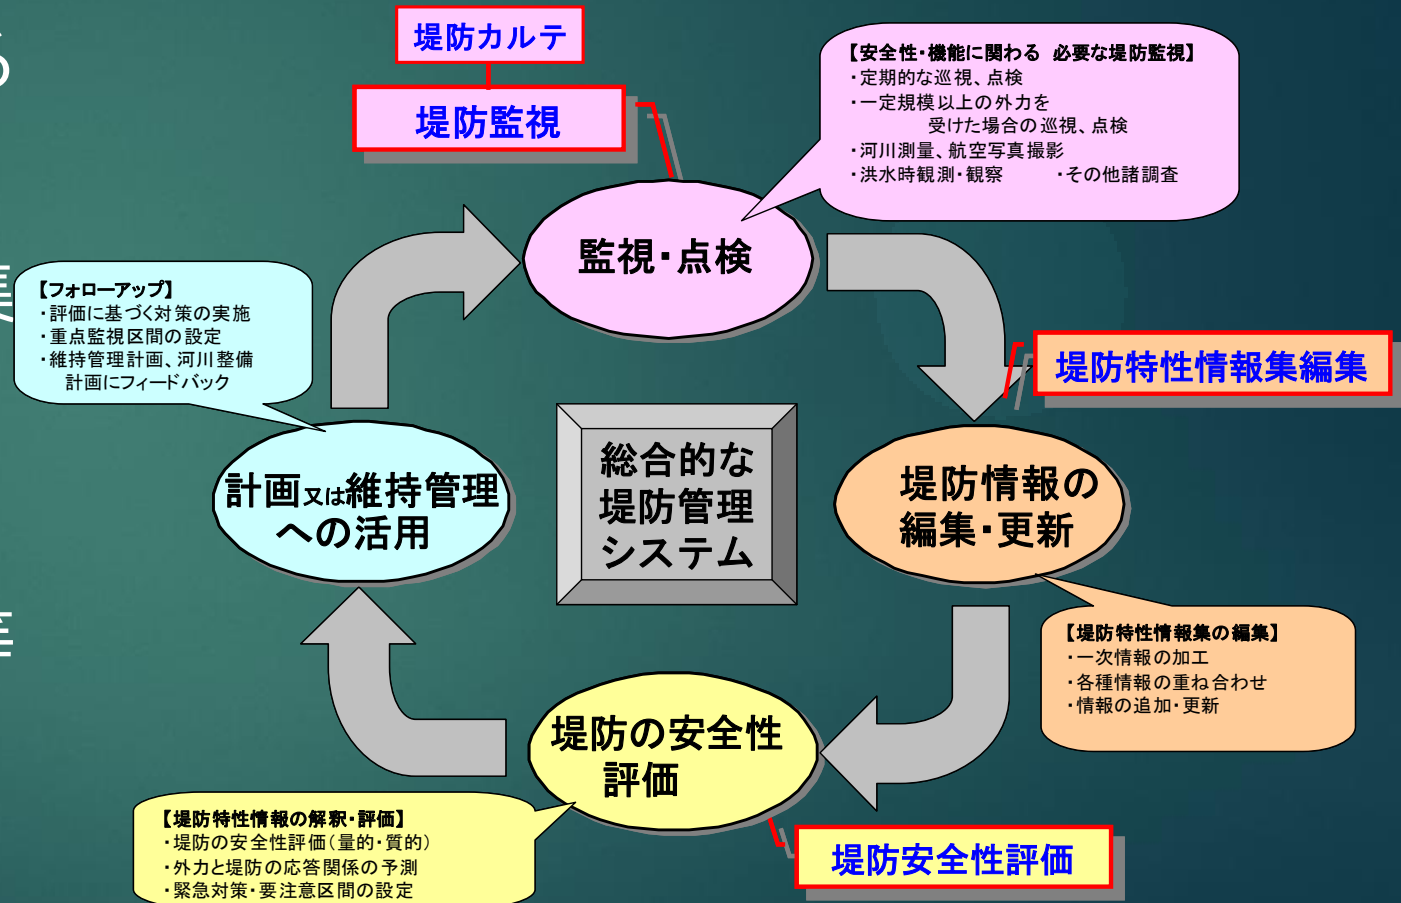 堤防カルテ
堤防監視
【安全性・機能に関わる 必要な堤防監視】
・定期的な巡視、点検
・一定規模以上の外力を
受けた場合の巡視、点検
・河川測量、航空写真撮影
・洪水時観測・観察 ・その他諸調査
監視・点検
【フォローアップ】
・評価に基づく対策の実施
・重点監視区間の設定
・維持管理計画、河川整備
計画にフィードバック
堤防特性情報集編集
総合的な
堤防管理
システム
計画又は維持管理
への活用
堤防情報の
編集・更新
【堤防特性情報集の編集】
・一次情報の加工
・各種情報の重ね合わせ
・情報の追加・更新
堤防の安全性
評価
【堤防特性情報の解釈・評価】
・堤防の安全性評価(量的・質的)
・外力と堤防の応答関係の予測
・緊急対策・要注意区間の設定
堤防安全性評価